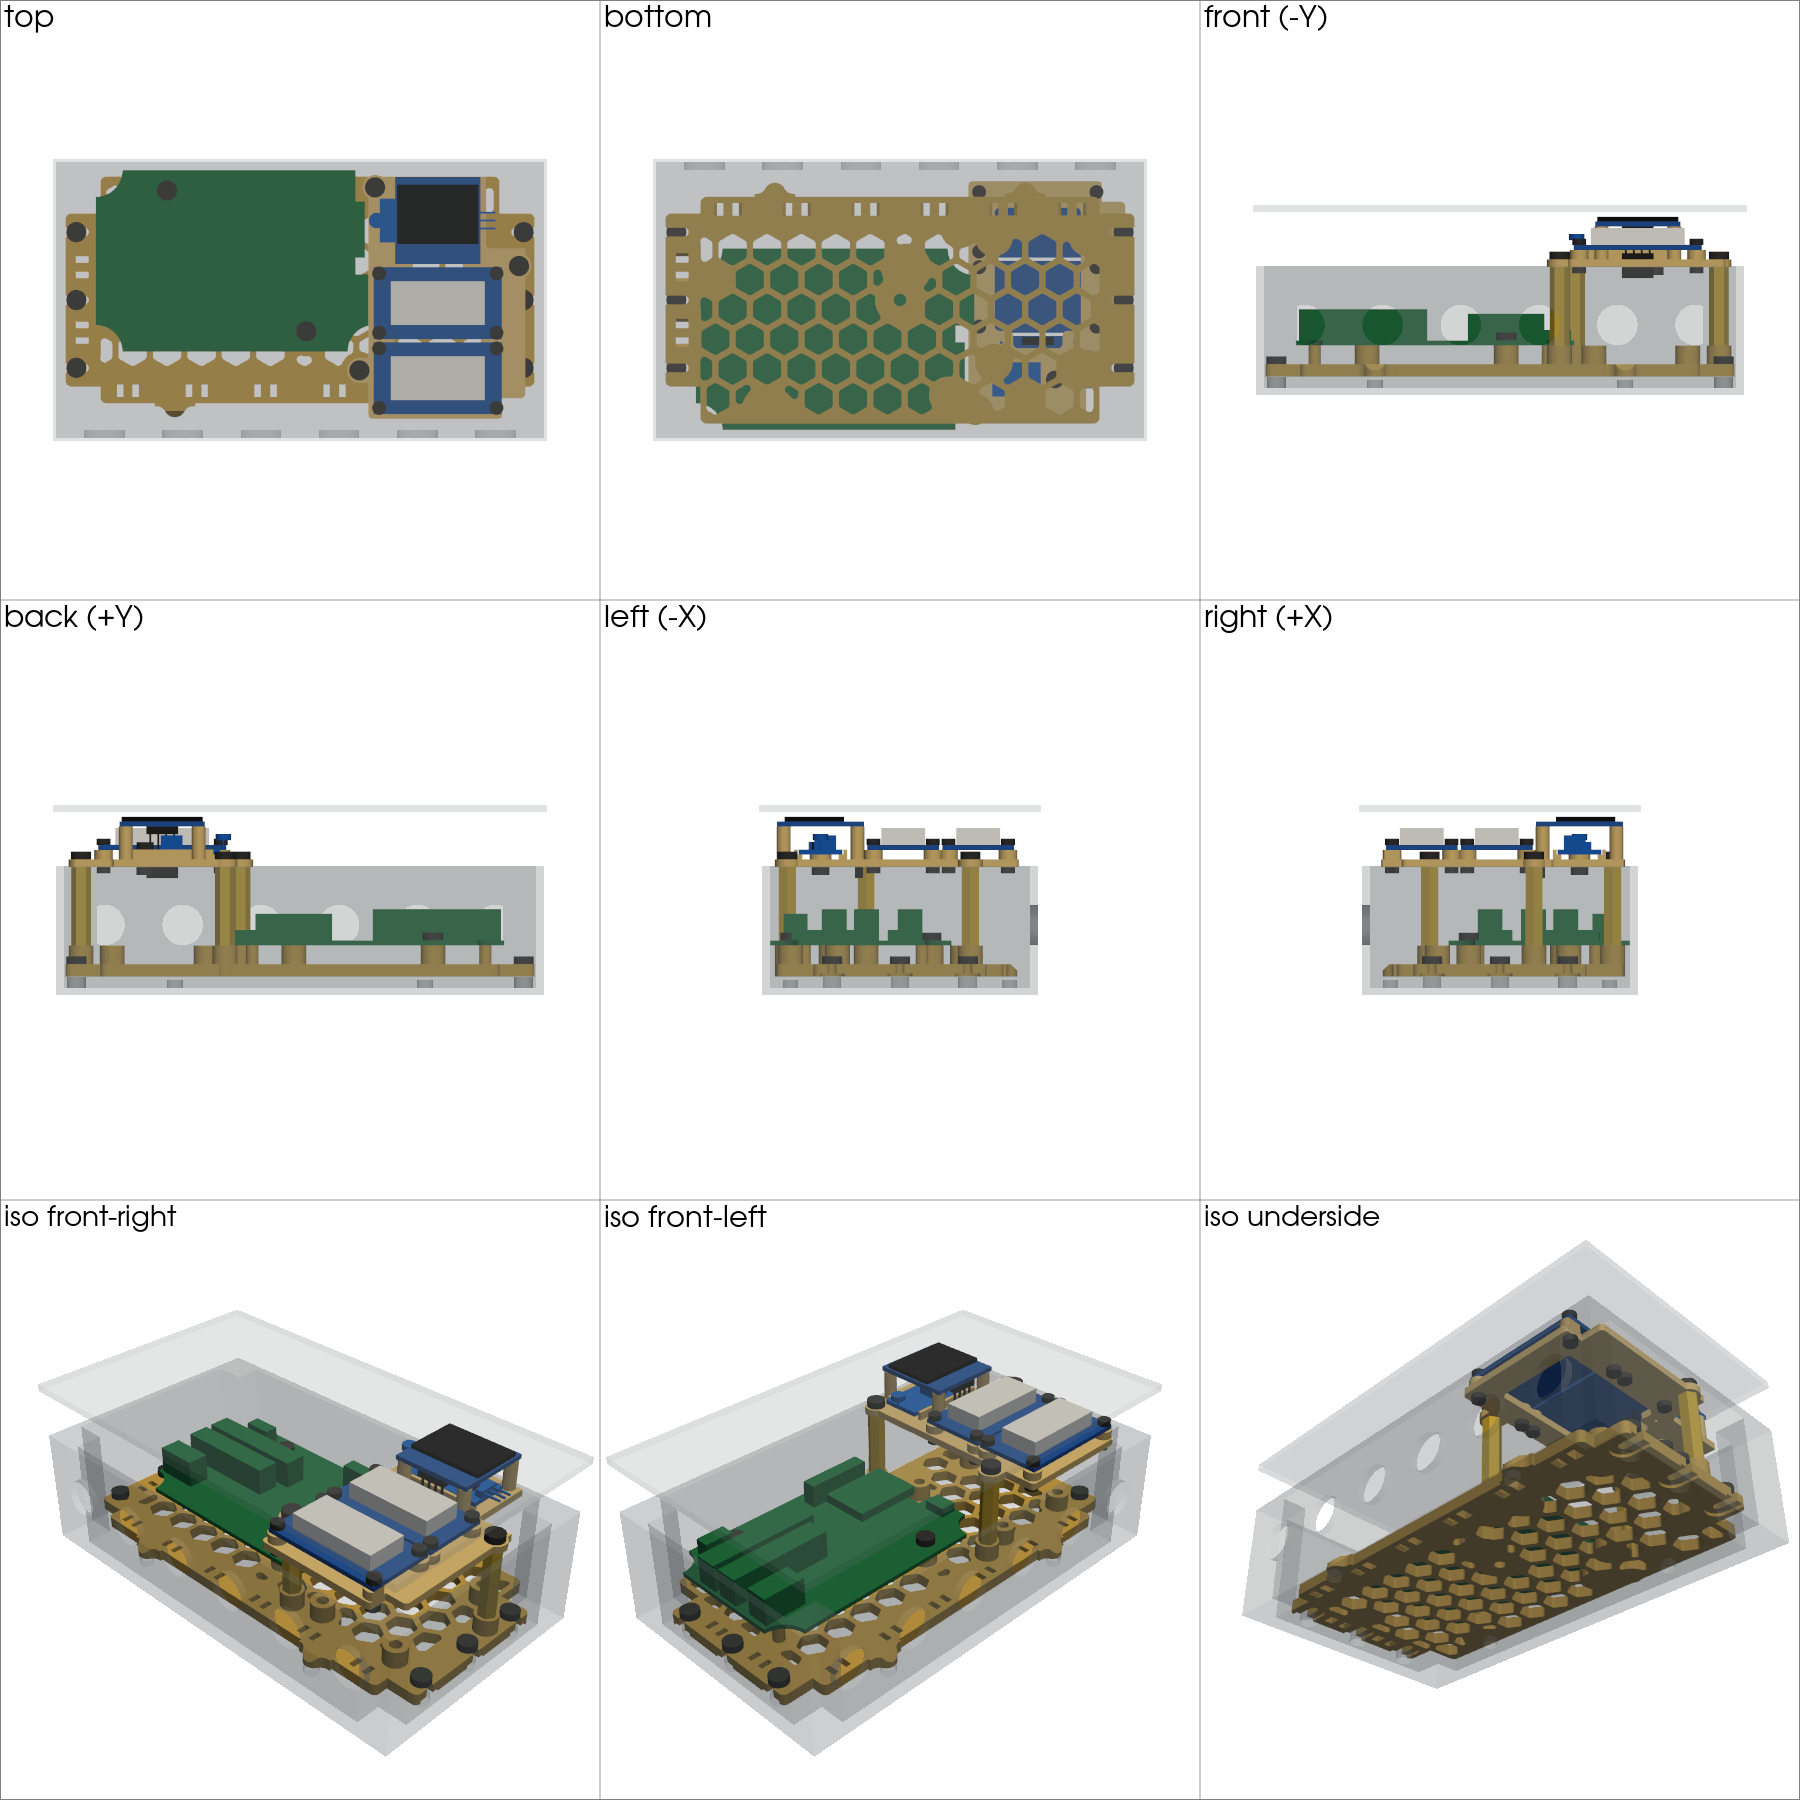 top
bottom
front (-Y)
back (+Y)
left (-X)
right (+X)
iso front-right
iso front-left
iso underside